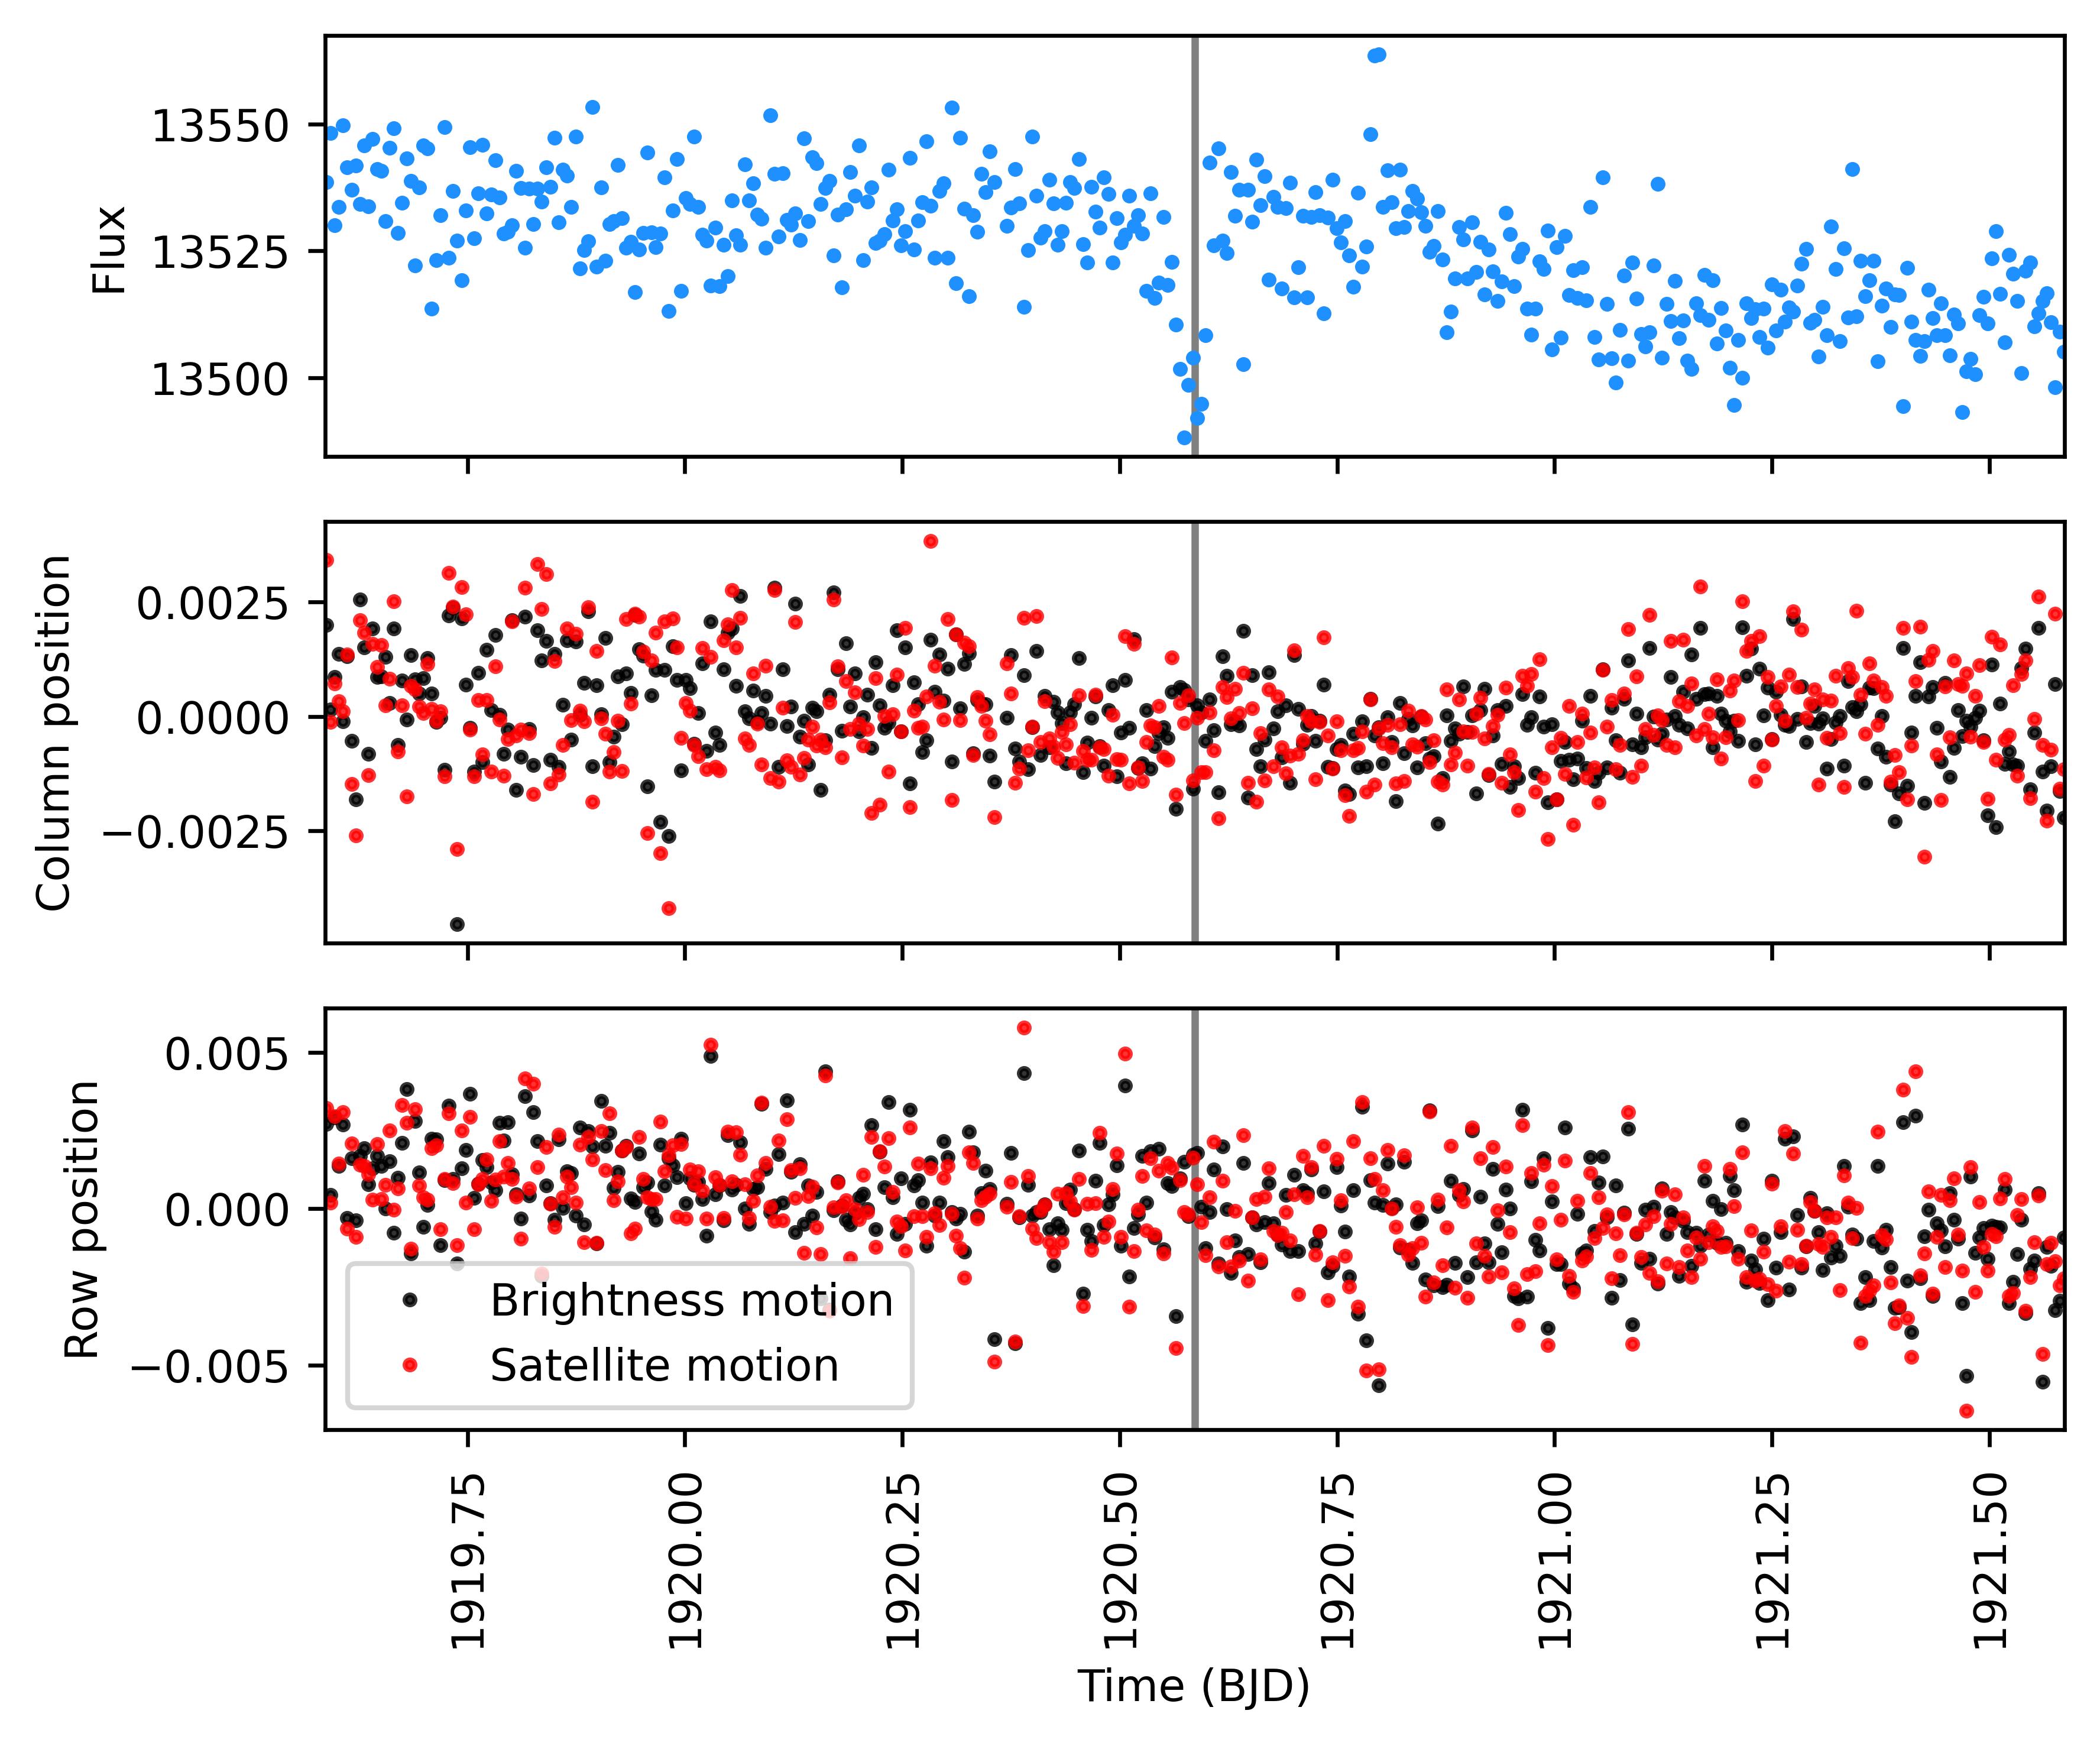 Flux
13550
13525
13500
Column position
0.0025
0.0000
−0.0025
Row position
0.005
0.000
−0.005
Brightness motion
Satellite motion
1919.75
1920.00
1920.25
1920.50
1920.75
1921.00
1921.25
1921.50
Time (BJD)